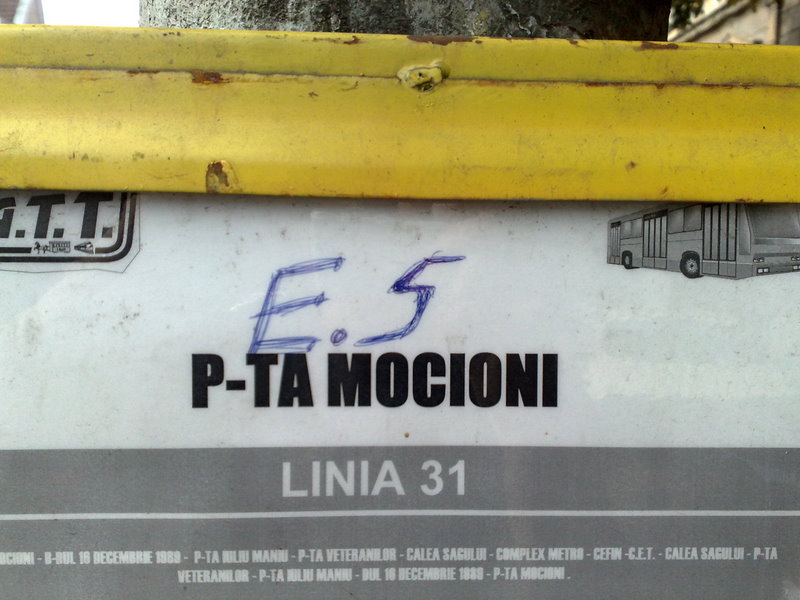 .T.T.
E.5
P-TA MOCIONI
LINIA 31
OCIONI - B-DUL 16 DECEMBRIE 1989 - P-TA IULIU MANIU - P-TA VETERANILOR - CALEA SAGULUI - COMPLEX METRO - CEFIN -C.E.T. - CALEA SAGULUI - P-TA
VETERANILOR - P-TA IULIU MANIU - DUL 16 DECEMBRIE 1989 - P-TA MOCIONI .